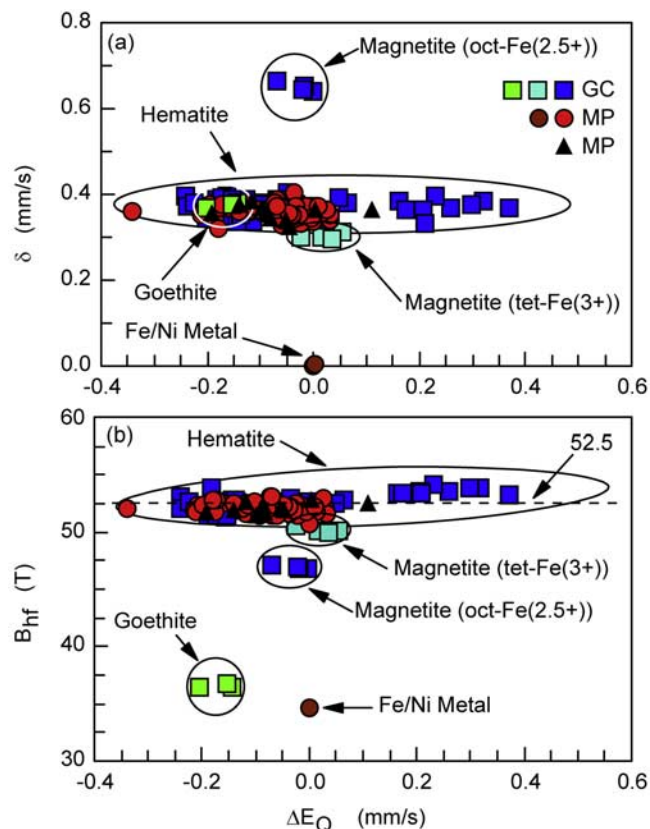 (a)
Magnetite (oct-Fe(2.5+))
GC
MP
MP
Hematite
Goethite
Magnetite (tet-Fe(3+))
Fe/Ni Metal
δ (mm/s)
0.8
0.6
0.4
0.2
0.0
-0.4 -0.2 0.0 0.2 0.4 0.6
(b)
Hematite
52.5
Magnetite (tet-Fe(3+))
Magnetite (oct-Fe(2.5+))
Goethite
Fe/Ni Metal
Bhf (T)
60
50
40
30
-0.4 -0.2 0.0 0.2 0.4 0.6
ΔEQ (mm/s)